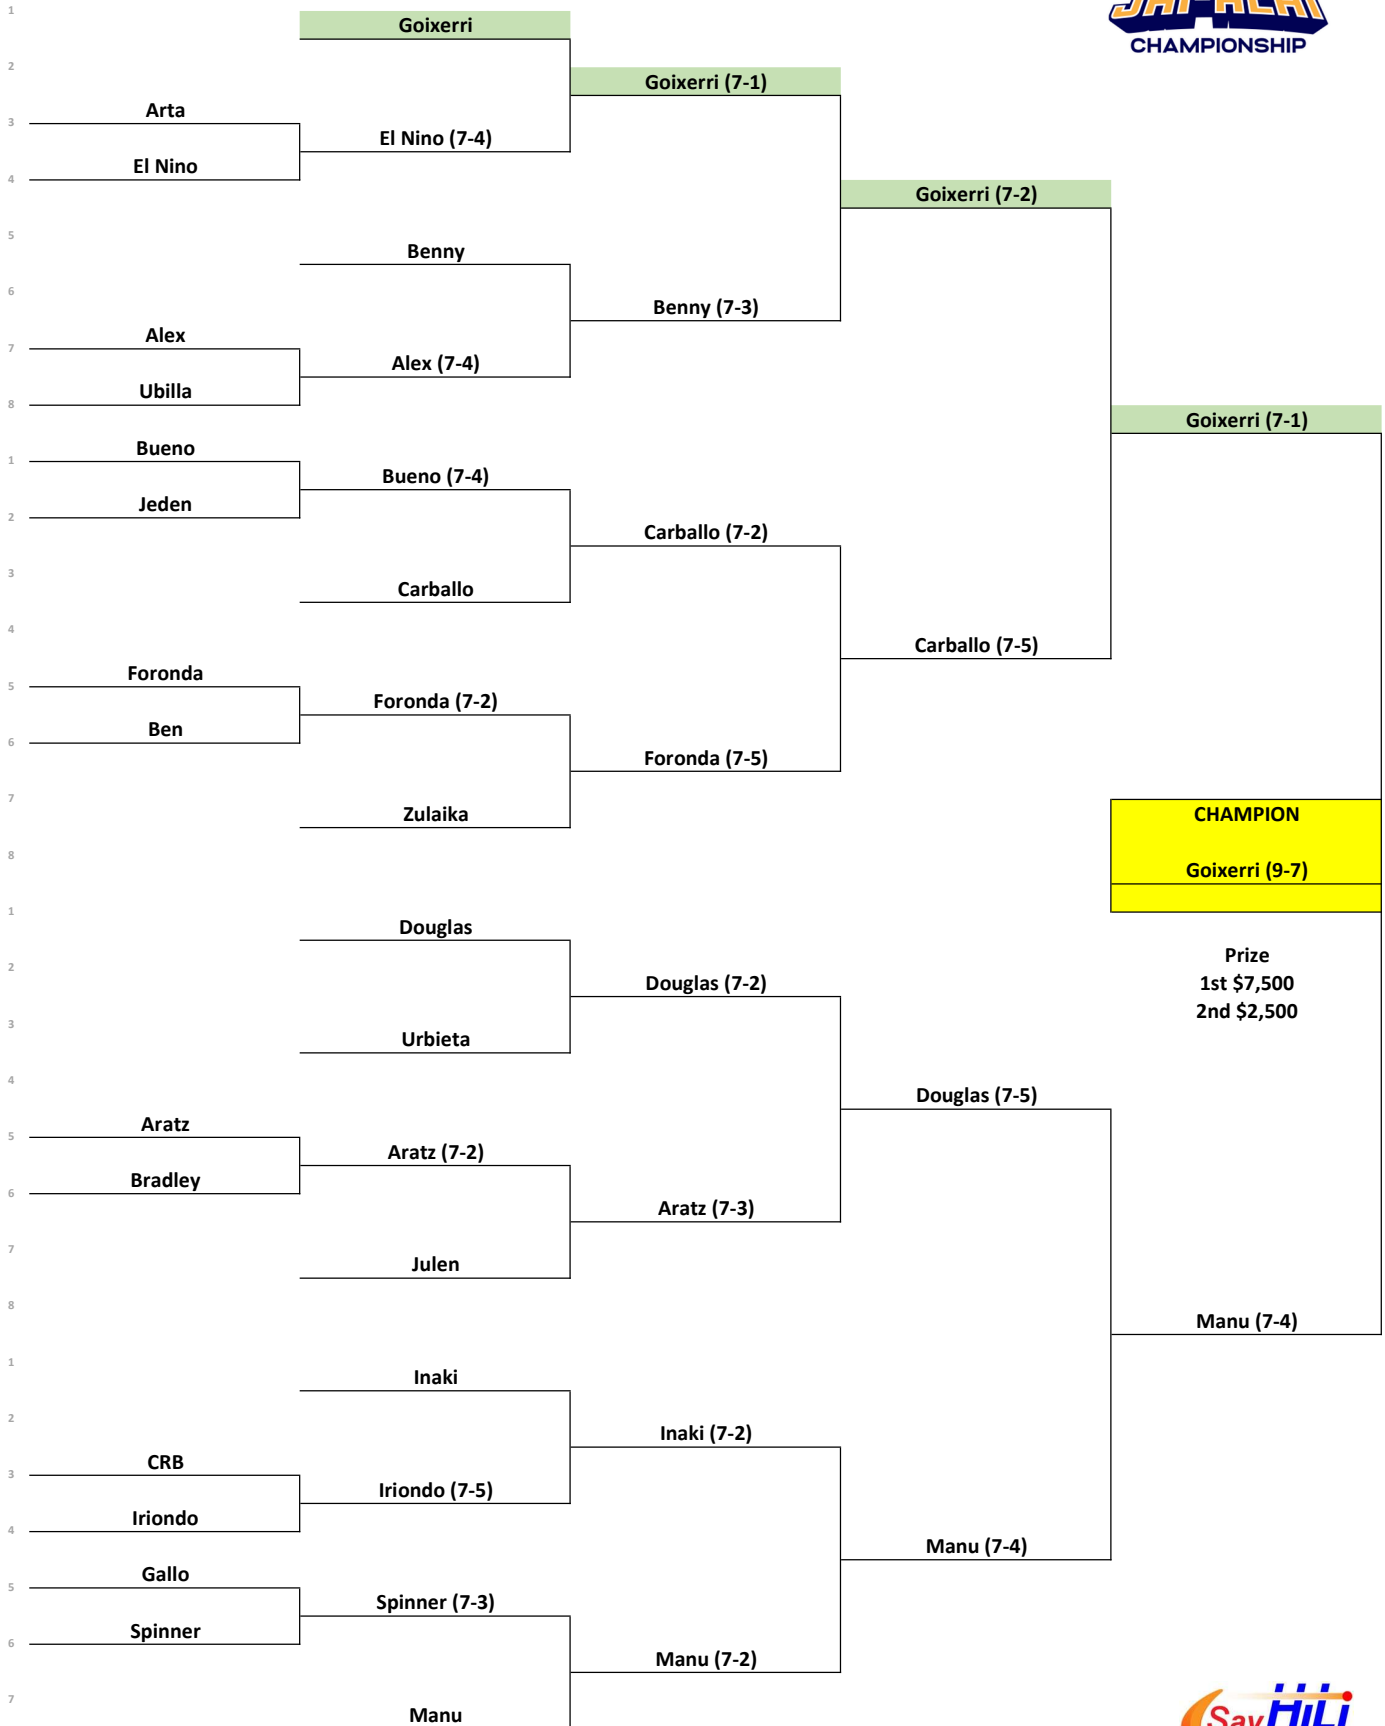 JAI-ALAI
CHAMPIONSHIP
1
Goixerri
2
Goixerri (7-1)
Arta
3
El Nino (7-4)
El Nino
4
Goixerri (7-2)
5
Benny
6
Benny (7-3)
Alex
7
Alex (7-4)
Ubilla
8
Goixerri (7-1)
Bueno
1
Bueno (7-4)
Jeden
2
Carballo (7-2)
3
Carballo
4
Carballo (7-5)
Foronda
5
Foronda (7-2)
Ben
6
Foronda (7-5)
7
Zulaika
CHAMPION
8
Goixerri (9-7)
1
Douglas
Prize
2
Douglas (7-2)
1st $7,500
2nd $2,500
3
Urbieta
4
Douglas (7-5)
Aratz
5
Aratz (7-2)
Bradley
6
Aratz (7-3)
7
Julen
8
Manu (7-4)
1
Inaki
2
Inaki (7-2)
CRB
3
Iriondo (7-5)
Iriondo
4
Manu (7-4)
Gallo
5
Spinner (7-3)
Spinner
6
Manu (7-2)
7
Manu
Say HiLi